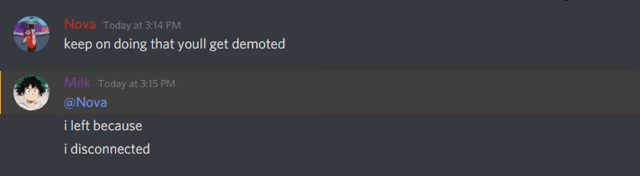 Nova Today at 3:14 PM
keep on doing that youll get demoted
Milk Today at 3:15 PM
@Nova
i left because
i disconnected